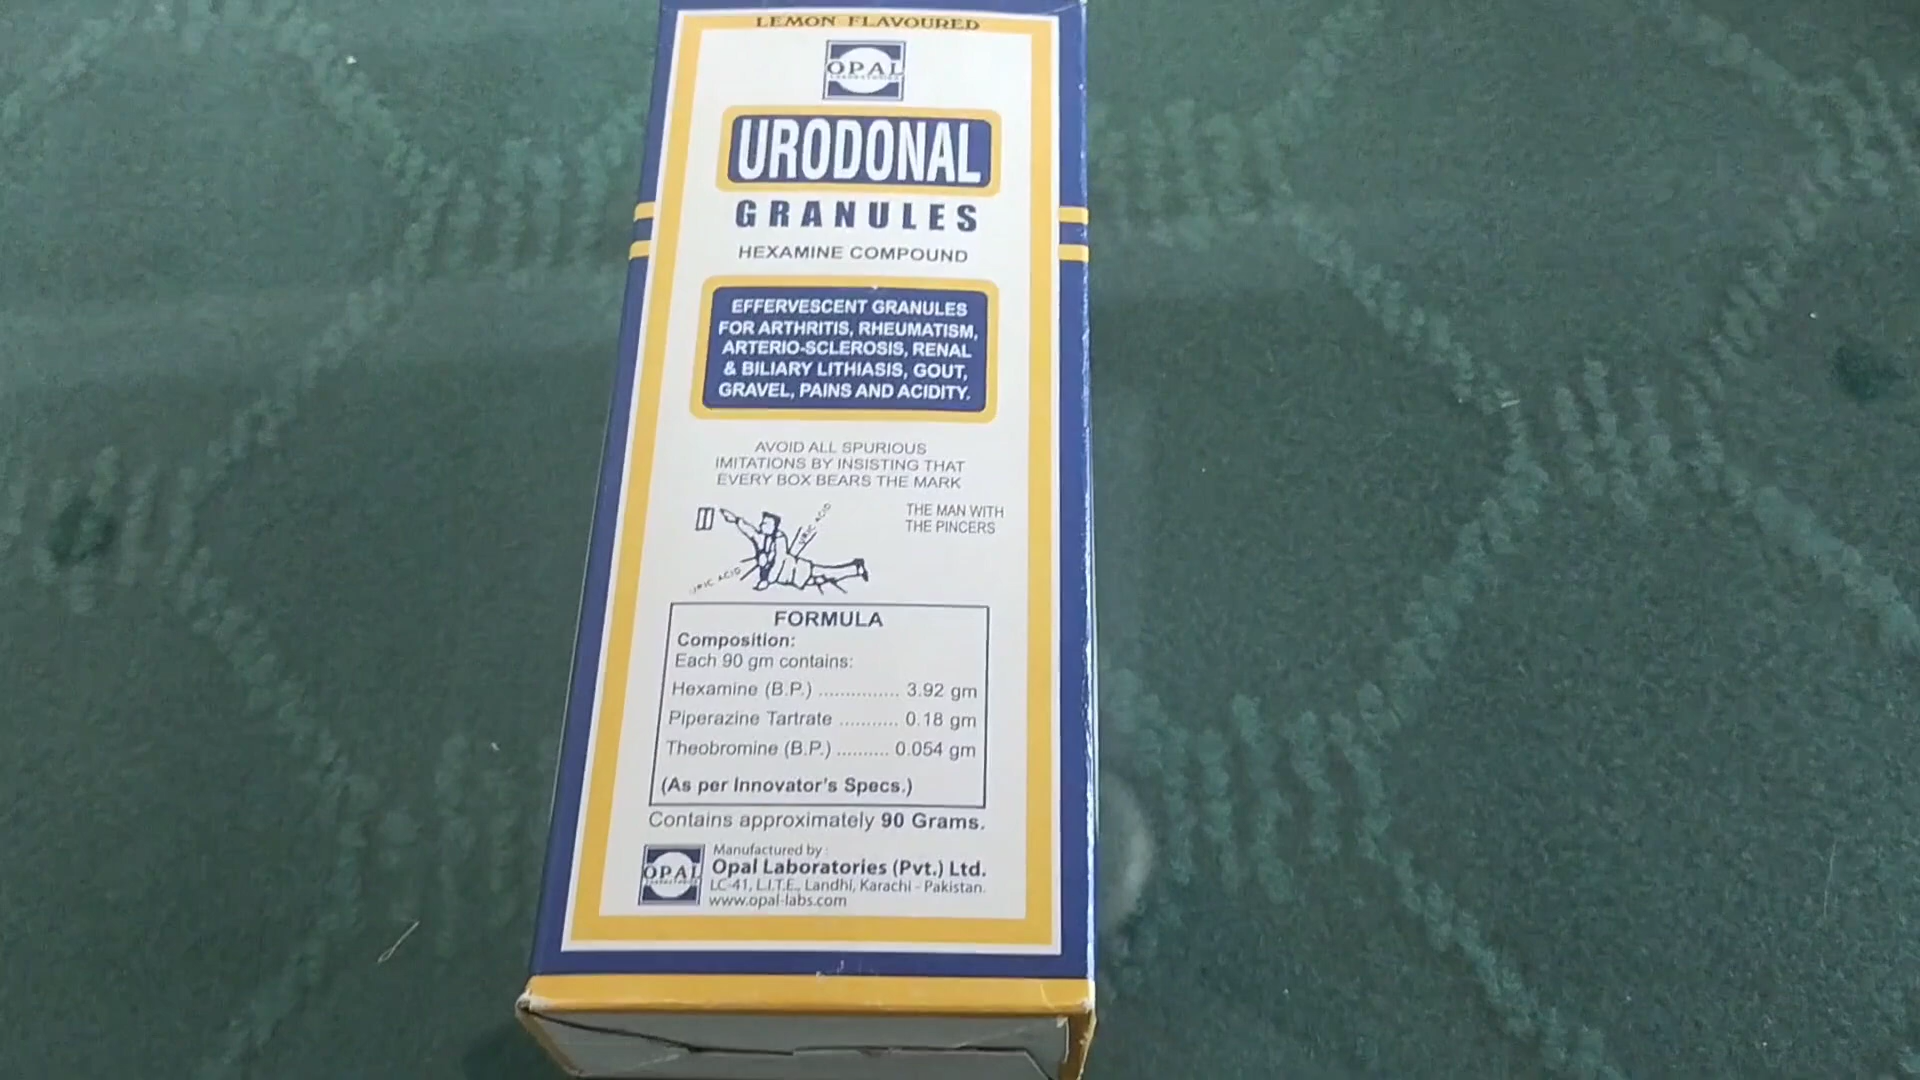 LEMON FLAVOURED
OPAL
URODONAL
GRANULES
HEXAMINE COMPOUND
EFFERVESCENT GRANULES
FOR ARTHRITIS, RHEUMATISM,
ARTERIO-SCLEROSIS, RENAL
& BILIARY LITHIASIS, GOUT,
GRAVEL, PAINS AND ACIDITY.
AVOID ALL SPURIOUS
IMITATIONS BY INSISTING THAT
EVERY BOX BEARS THE MARK
THE MAN WITH
THE PINCERS
URIC ACID
URIC ACID
FORMULA
Composition:
Each 90 gm contains:
Hexamine (B.P.) ............... 3.92 gm
Piperazine Tartrate ........... 0.18 gm
Theobromine (B.P.) .......... 0.054 gm
(As per Innovator's Specs.)
Contains approximately 90 Grams.
OPAL
Manufactured by :
Opal Laboratories (Pvt.) Ltd.
LC-41, L.I.T.E., Landhi, Karachi - Pakistan.
www.opal-labs.com